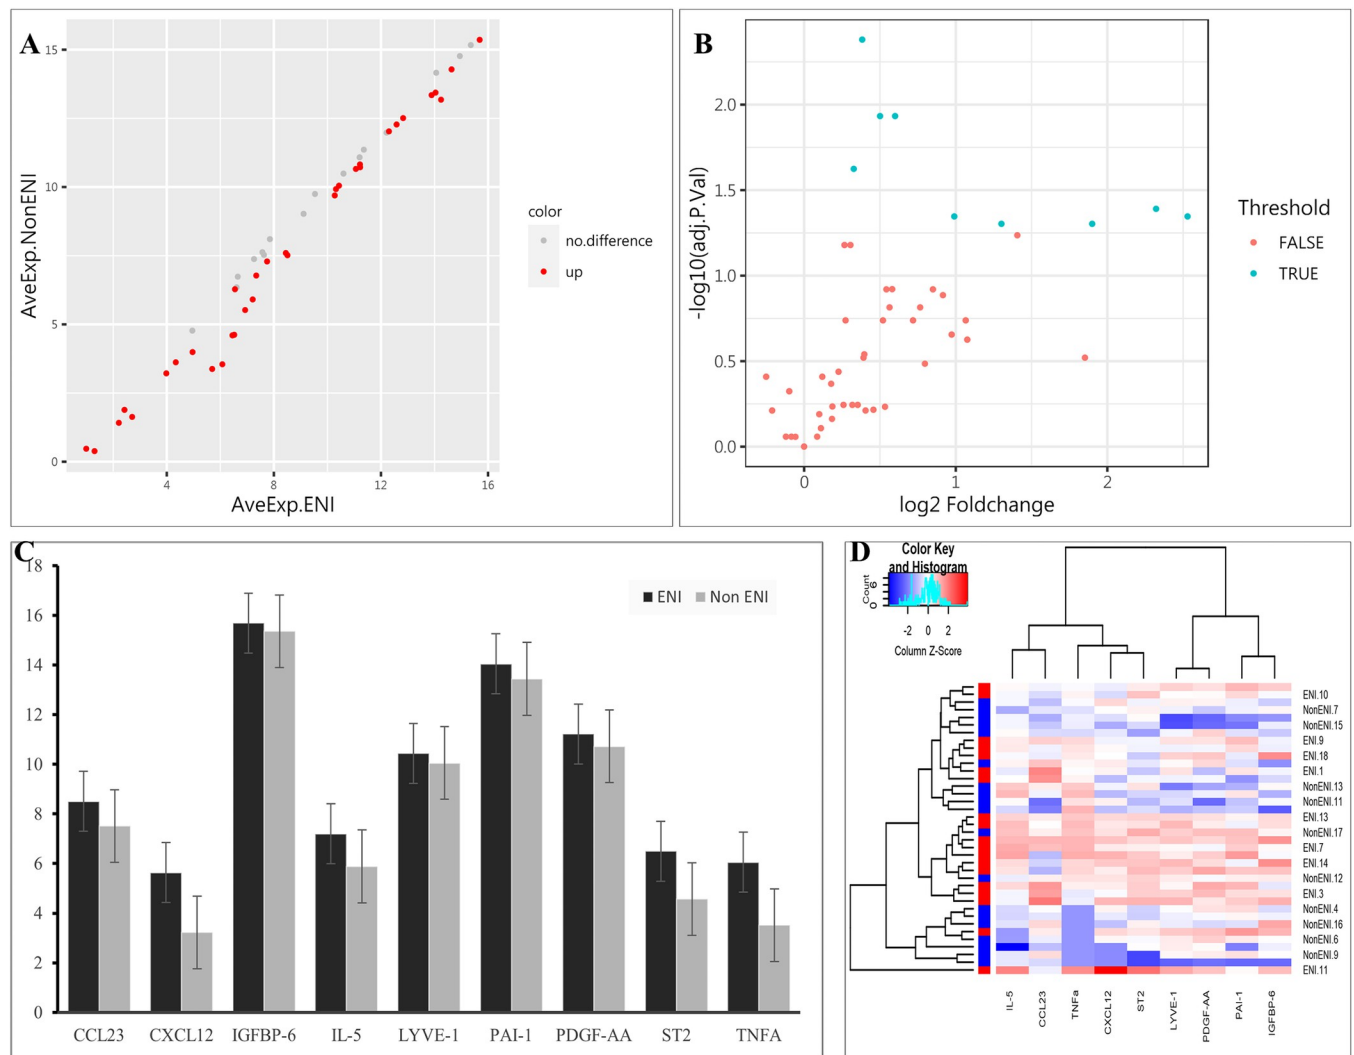 A
15
10
5
0
4
8
12
16
AveExp.NonENI
AveExp.ENI
color
no.difference
up
B
2.0
1.5
1.0
0.5
0.0
0
1
2
-log10(adj.P.Val)
log2 Foldchange
Threshold
FALSE
TRUE
C
18
16
14
12
10
8
6
4
2
0
ENI
Non ENI
CCL23
CXCL12
IGFBP-6
IL-5
LYVE-1
PAI-1
PDGF-AA
ST2
TNFA
D
Color Key
and Histogram
Count
0
6
-2
0
2
Column Z-Score
ENI.10
NonENI.7
NonENI.15
ENI.9
ENI.18
ENI.1
NonENI.13
NonENI.11
ENI.13
NonENI.17
ENI.7
ENI.14
NonENI.12
ENI.3
NonENI.4
NonENI.16
NonENI.6
NonENI.9
ENI.11
IL-5
CCL23
TNFa
CXCL12
ST2
LYVE-1
PDGF-AA
PAI-1
IGFBP-6